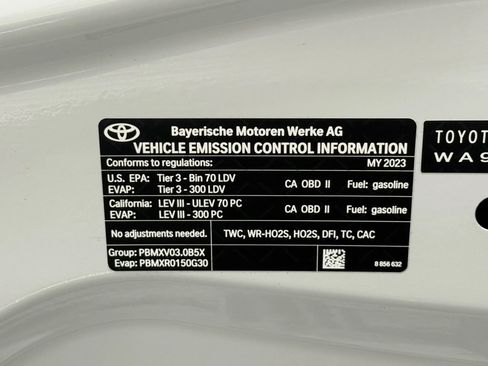 Bayerische Motoren Werke AG
VEHICLE EMISSION CONTROL INFORMATION
Conforms to regulations: MY 2023
U.S. EPA: Tier 3 - Bin 70 LDV CA OBD II Fuel: gasoline
EVAP: Tier 3 - 300 LDV
California: LEV III - ULEV 70 PC CA OBD II Fuel: gasoline
EVAP: LEV III - 300 PC
No adjustments needed. TWC, WR-HO2S, HO2S, DFI, TC, CAC
Group: PBMXV03.0B5X
Evap: PBMXR0150G30 8 856 632
TOYOT
WA9